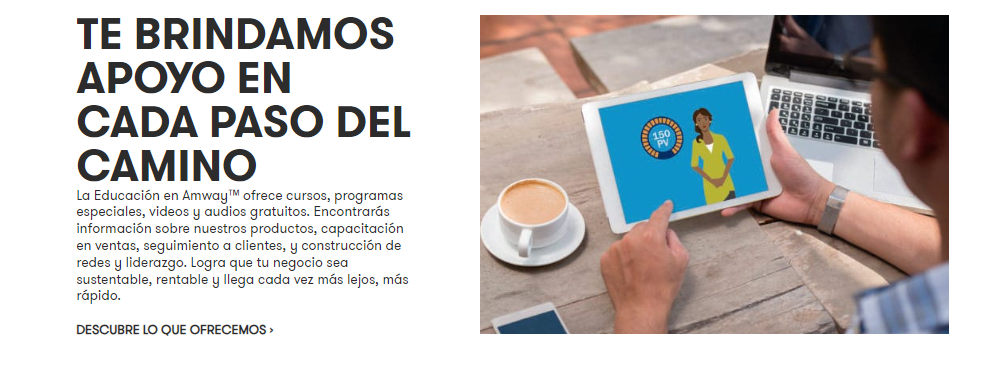 TE BRINDAMOS
APOYO EN
CADA PASO DEL
CAMINO
La Educación en Amway™ ofrece cursos, programas
especiales, videos y audios gratuitos. Encontrarás
información sobre nuestros productos, capacitación
en ventas, seguimiento a clientes, y construcción de
redes y liderazgo. Logra que tu negocio sea
sustentable, rentable y llega cada vez más lejos, más
rápido.
DESCUBRE LO QUE OFRECEMOS ›
150
PV